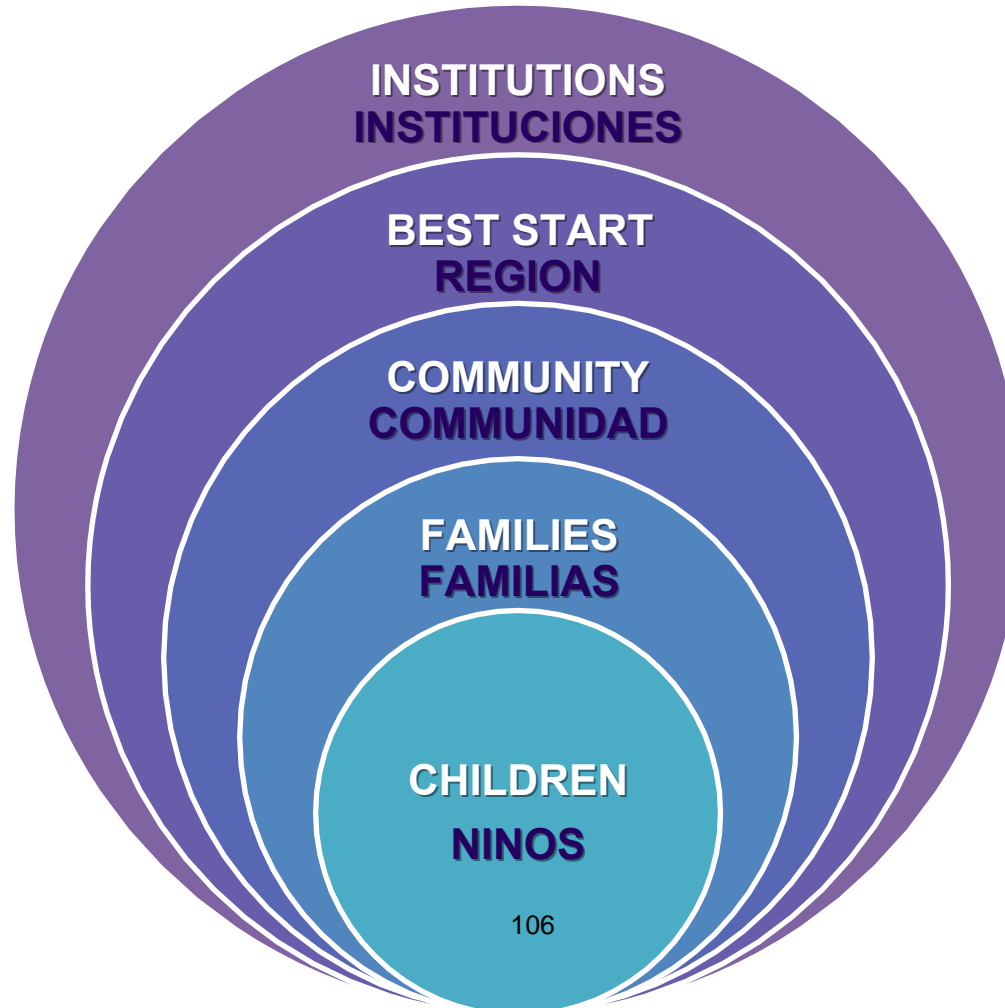 INSTITUTIONS
INSTITUCIONES
BEST START
REGION
COMMUNITY
COMMUNIDAD
FAMILIES
FAMILIAS
CHILDREN
NINOS
106